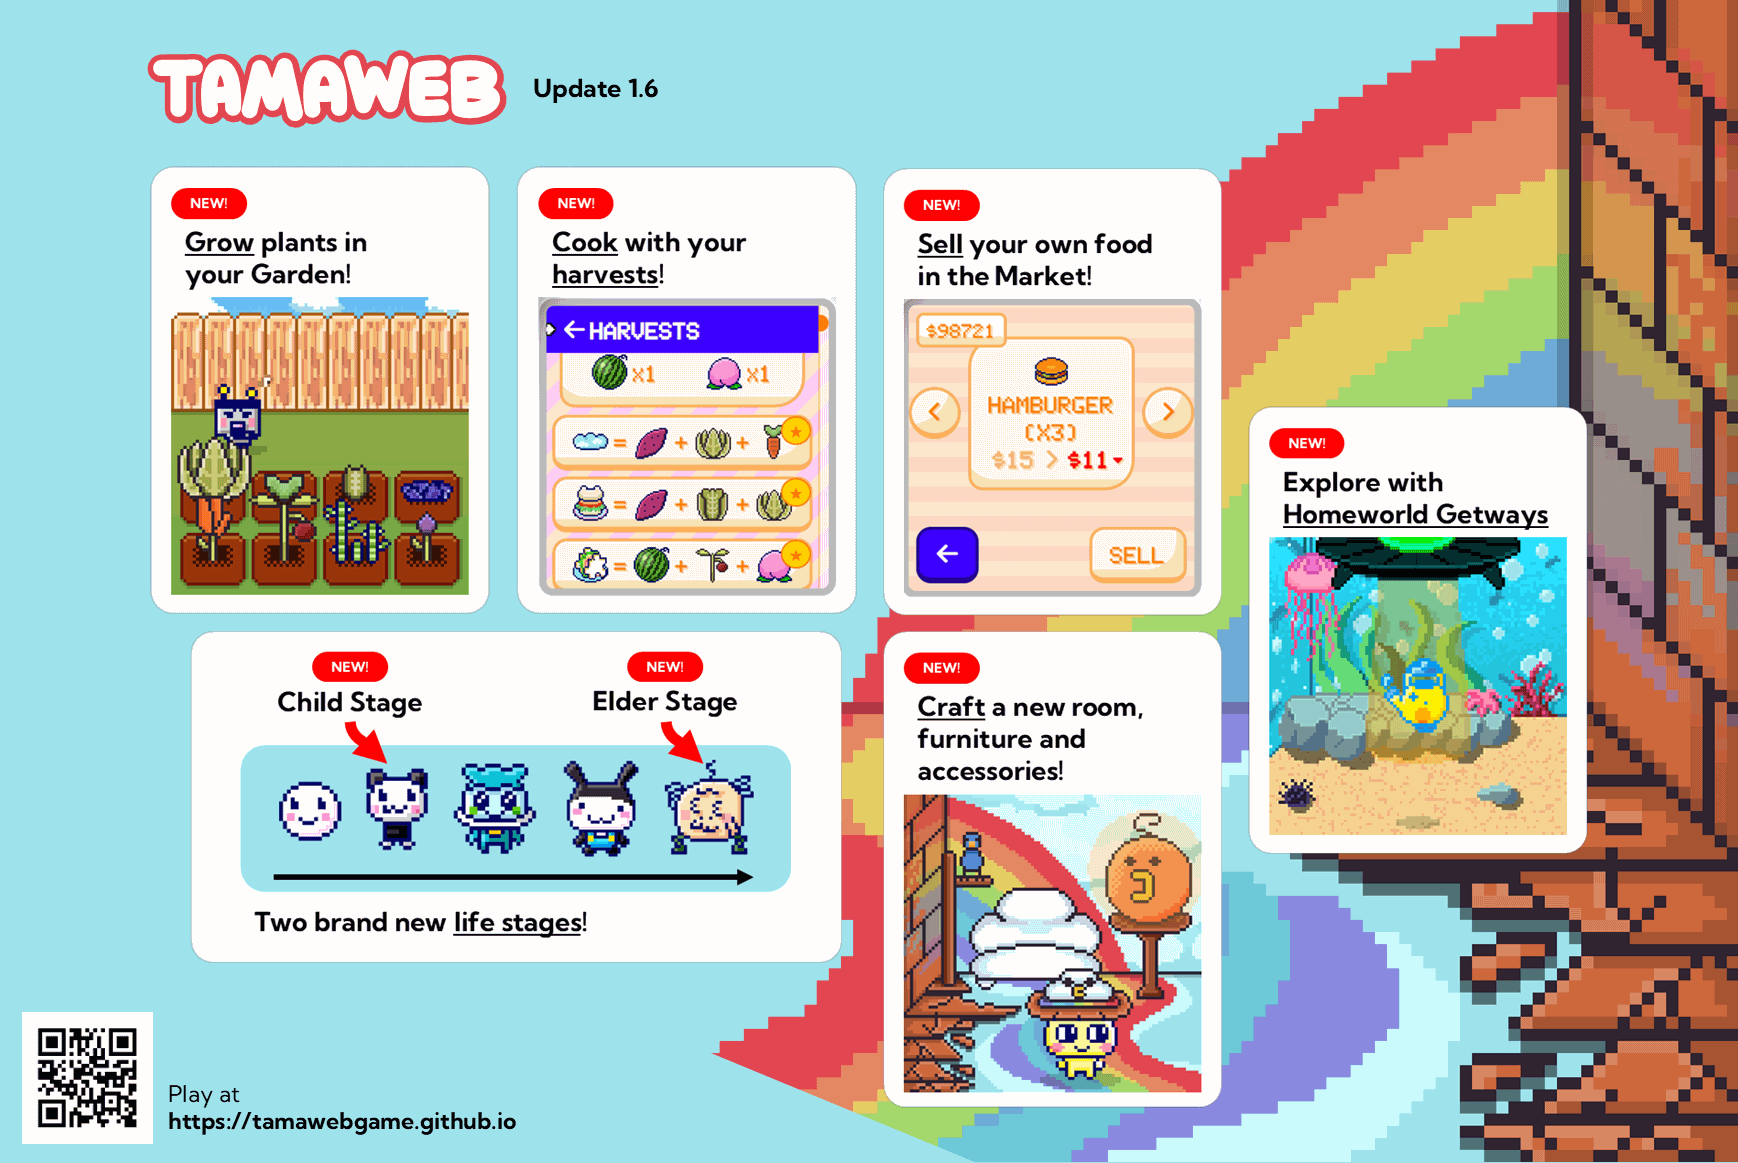 TAMAWEB
Update 1.6
NEW!
Grow plants in
your Garden!
NEW!
Cook with your
harvests!
HARVESTS
X1
X1
= + +
= + +
= + +
NEW!
Sell your own food
in the Market!
$98721
HAMBURGER
(X3)
$15 > $11
SELL
NEW!
Explore with
Homeworld Getways
NEW!
Child Stage
NEW!
Elder Stage
Two brand new life stages!
NEW!
Craft a new room,
furniture and
accessories!
Play at
https://tamawebgame.github.io